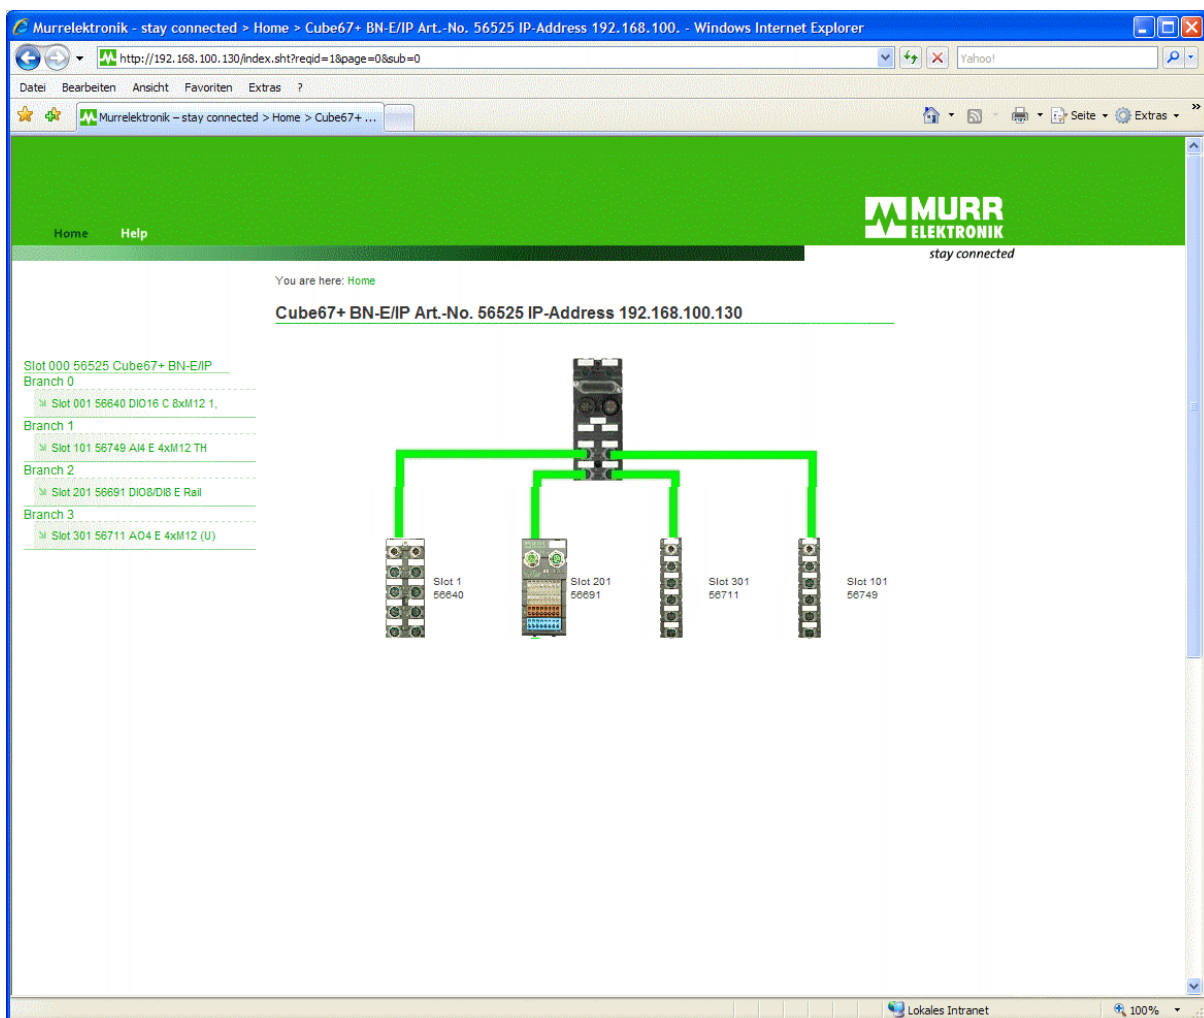 Murrelektronik - stay connected > Home > Cube67+ BN-E/IP Art.-No. 56525 IP-Address 192.168.100. - Windows Internet Explorer
http://192.168.100.130/index.sht?reqid=1&page=0&sub=0
Yahoo!
Datei Bearbeiten Ansicht Favoriten Extras ?
Murrelektronik – stay connected > Home > Cube67+ ...
Seite Extras »
MURR
ELEKTRONIK
stay connected
Home Help
You are here: Home
Cube67+ BN-E/IP Art.-No. 56525 IP-Address 192.168.100.130
Slot 000 56525 Cube67+ BN-E/IP
Branch 0
Slot 001 56640 DIO16 C 8xM12 1,
Branch 1
Slot 101 56749 AI4 E 4xM12 TH
Branch 2
Slot 201 56691 DIO8/DI8 E Rail
Branch 3
Slot 301 56711 AO4 E 4xM12 (U)
Slot 1
56640
Slot 201
56691
Slot 301
56711
Slot 101
56749
Lokales Intranet
100%